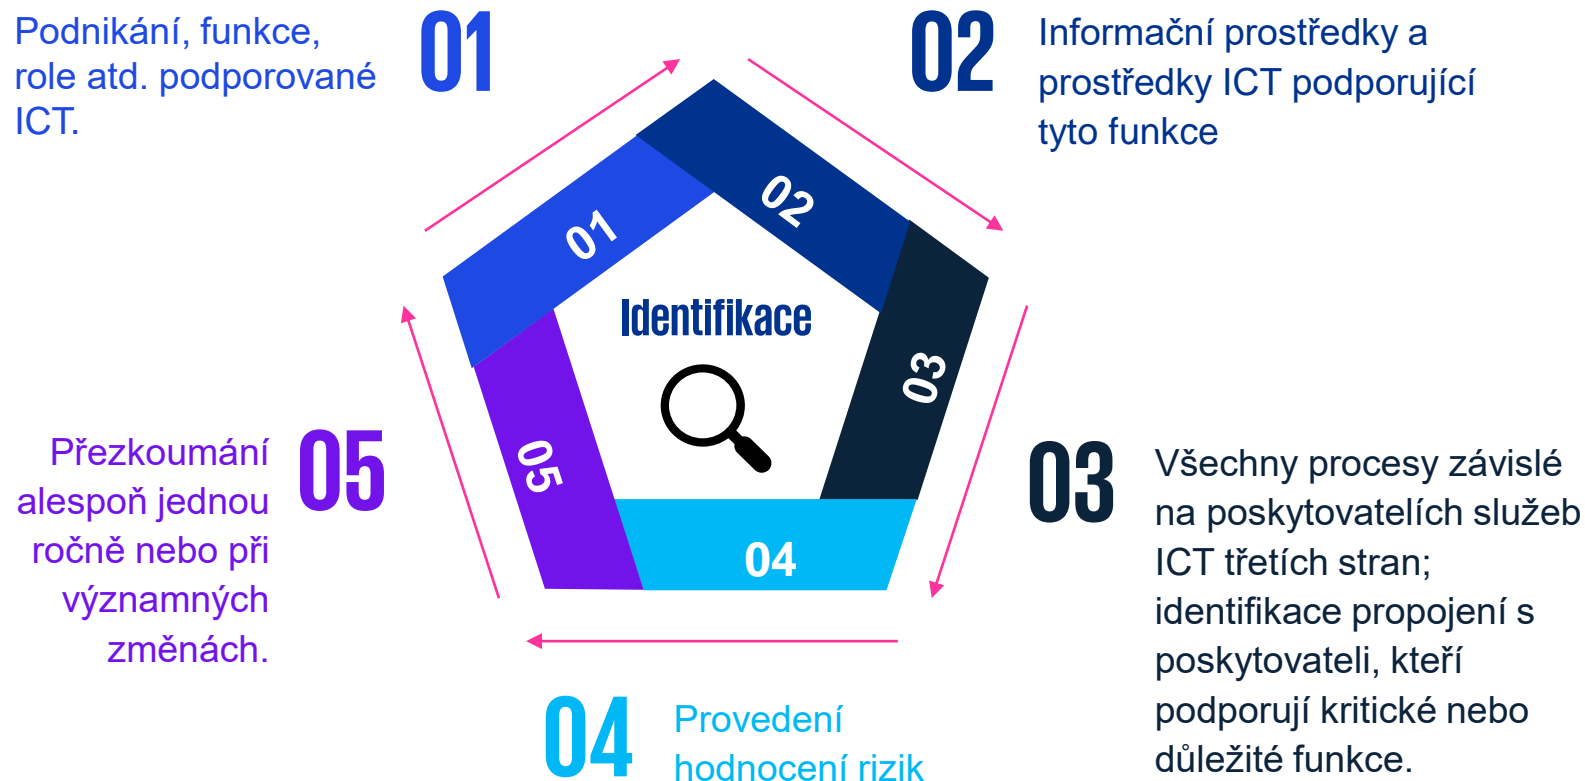 01
Podnikání, funkce,
role atd. podporované
ICT.
02
Informační prostředky a
prostředky ICT podporující
tyto funkce
01
02
03
04
05
Identifikace
03
Všechny procesy závislé
na poskytovatelích služeb
ICT třetích stran;
identifikace propojení s
poskytovateli, kteří
podporují kritické nebo
důležité funkce.
04
Provedení
hodnocení rizik
05
Přezkoumání
alespoň jednou
ročně nebo při
významných
změnách.